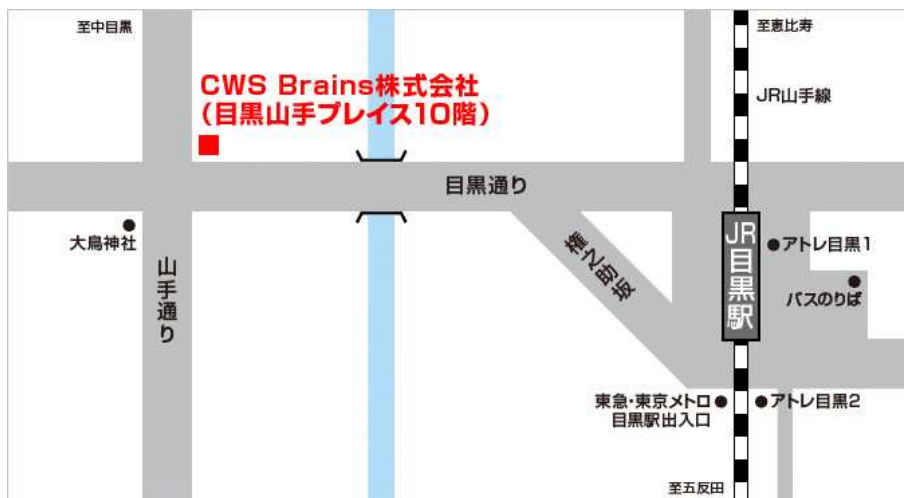 至中目黒
至恵比寿
CWS Brains株式会社
（目黒山手プレイス10階）
JR山手線
目黒通り
大鳥神社
山手通り
権之助坂
JR目黒駅
アトレ目黒1
バスのりば
東急・東京メトロ
目黒駅出入口
アトレ目黒2
至五反田